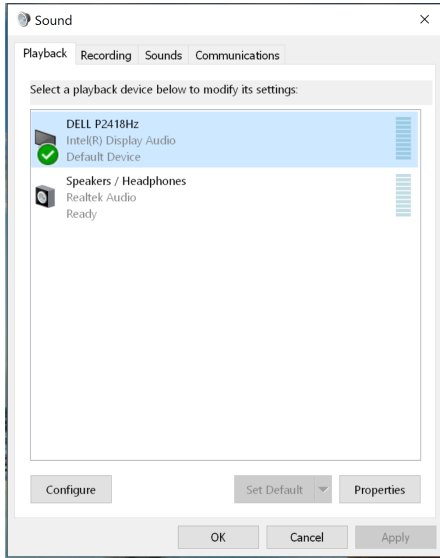 Sound
Playback Recording Sounds Communications
Select a playback device below to modify its settings:
DELL P2418Hz
Intel(R) Display Audio
Default Device
Speakers / Headphones
Realtek Audio
Ready
Configure Set Default Properties
OK Cancel Apply